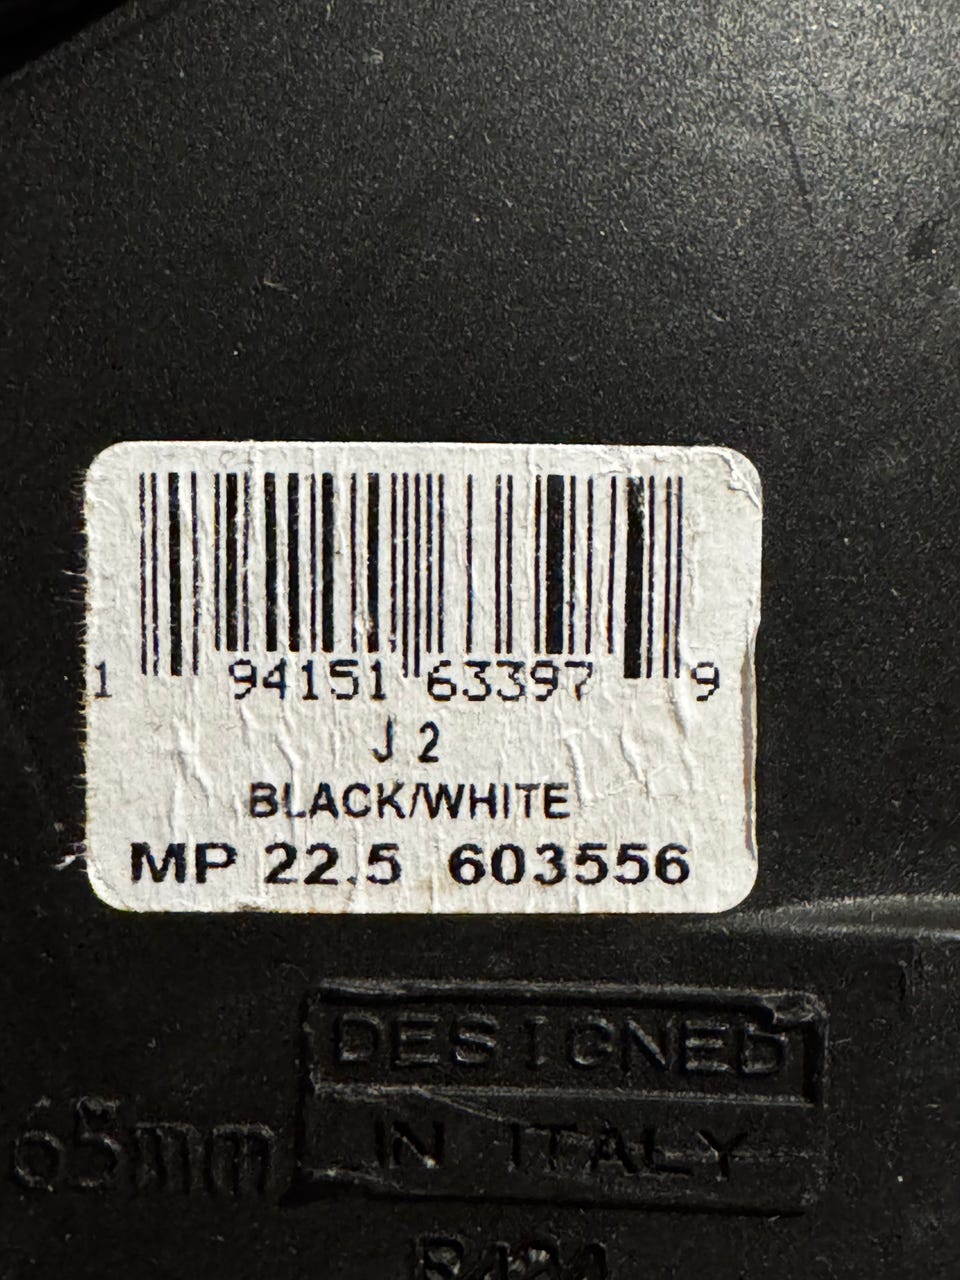 1 94151 63397 9
J 2
BLACK/WHITE
MP 22.5 603556
DESIGNED
65mm IN ITALY